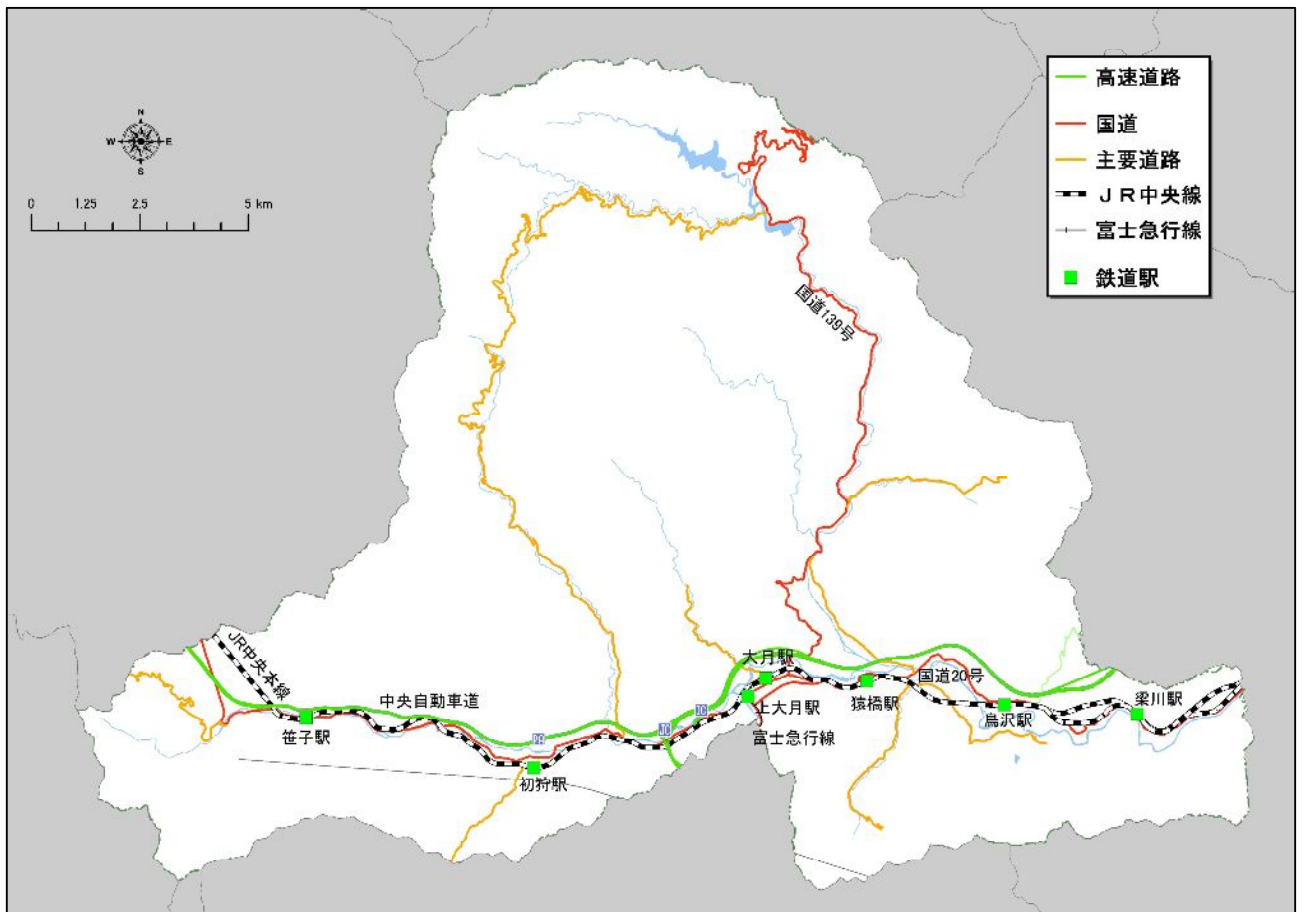 N
W
E
S
0
1.25
2.5
5 km
高速道路
国道
主要道路
JR中央線
富士急行線
鉄道駅
国道139号
JR中央本線
中央自動車道
笹子駅
PA
初狩駅
JC
IC
大月駅
上大月駅
富士急行線
猿橋駅
国道20号
鳥沢駅
梁川駅